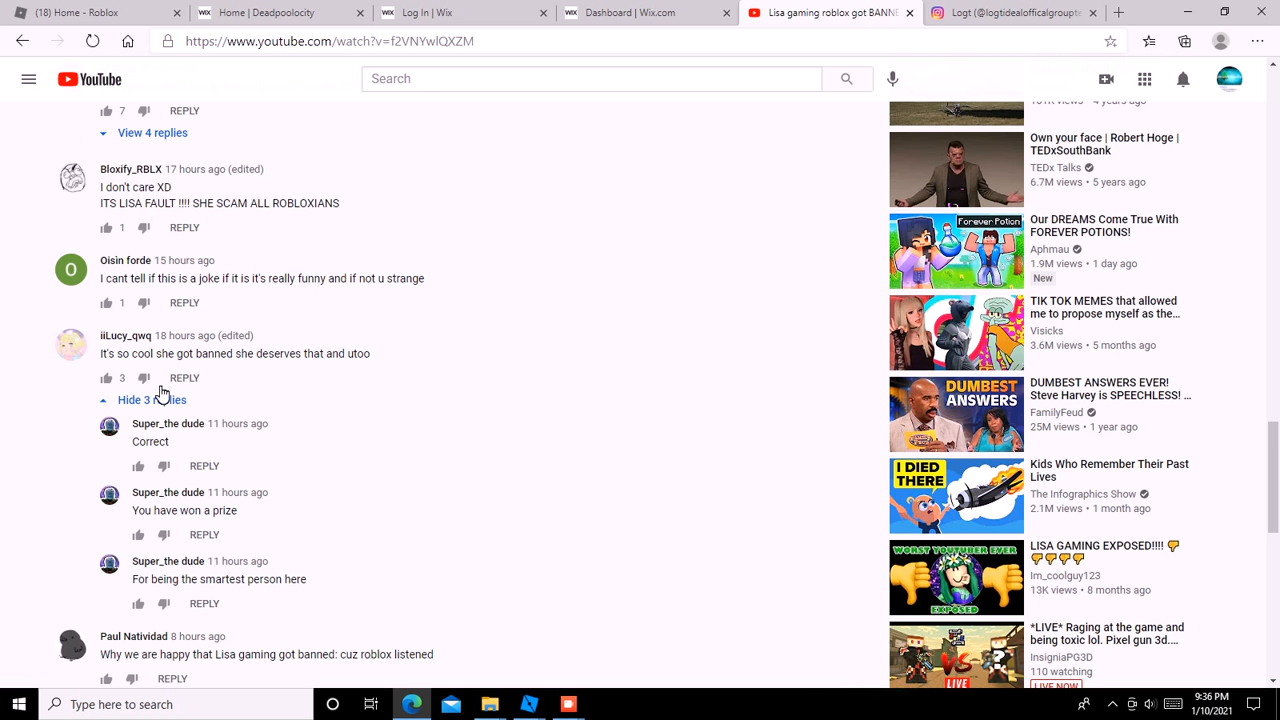 (18) Home - Roblox
Home | Deadpoolocity
Log In | Wix
Dashboard | Wix.com
Lisa gaming roblox got BANNE
Logt (@logtidealofficalgroupte
https://www.youtube.com/watch?v=f2VNYwlQXZM
YouTube
Search
7 REPLY
View 4 replies
Bloxify_RBLX 17 hours ago (edited)
I don't care XD
ITS LISA FAULT !!!! SHE SCAM ALL ROBLOXIANS
1 REPLY
O
Oisin forde 15 hours ago
I cant tell if this is a joke if it is it's really funny and if not u strange
1 REPLY
iiLucy_qwq 18 hours ago (edited)
It's so cool she got banned she deserves that and utoo
3 REPLY
Hide 3 replies
Super_the dude 11 hours ago
Correct
REPLY
Super_the dude 11 hours ago
You have won a prize
REPLY
Super_the dude 11 hours ago
For being the smartest person here
REPLY
Paul Natividad 8 hours ago
Why we are happy that Lisa gaming got banned: cuz roblox listened
REPLY
Own your face | Robert Hoge |
TEDxSouthBank
TEDx Talks
6.7M views • 5 years ago
Forever Potion
Our DREAMS Come True With
FOREVER POTIONS!
Aphmau
1.9M views • 1 day ago
New
TIK TOK MEMES that allowed
me to propose myself as the...
Visicks
3.6M views • 5 months ago
DUMBEST
ANSWERS
DUMBEST ANSWERS EVER!
Steve Harvey is SPEECHLESS! ...
FamilyFeud
25M views • 1 year ago
I DIED
THERE
Kids Who Remember Their Past
Lives
The Infographics Show
2.1M views • 1 month ago
WORST YOUTUBER EVER
EXPOSED
LISA GAMING EXPOSED!!!! 👎
👎👎👎👎
Im_coolguy123
13K views • 8 months ago
VS
LIVE
*LIVE* Raging at the game and
being toxic lol. Pixel gun 3d....
InsigniaPG3D
110 watching
LIVE NOW
Type here to search
9:36 PM
1/10/2021